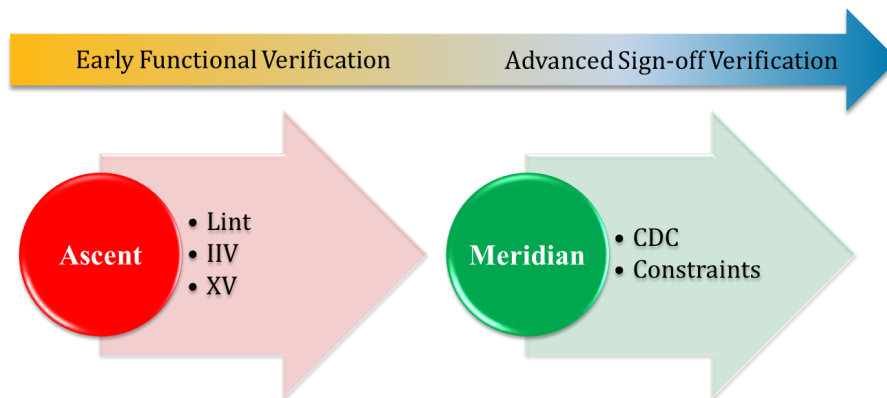 Early Functional Verification
Advanced Sign-off Verification
Ascent
• Lint
• IIV
• XV
Meridian
• CDC
• Constraints